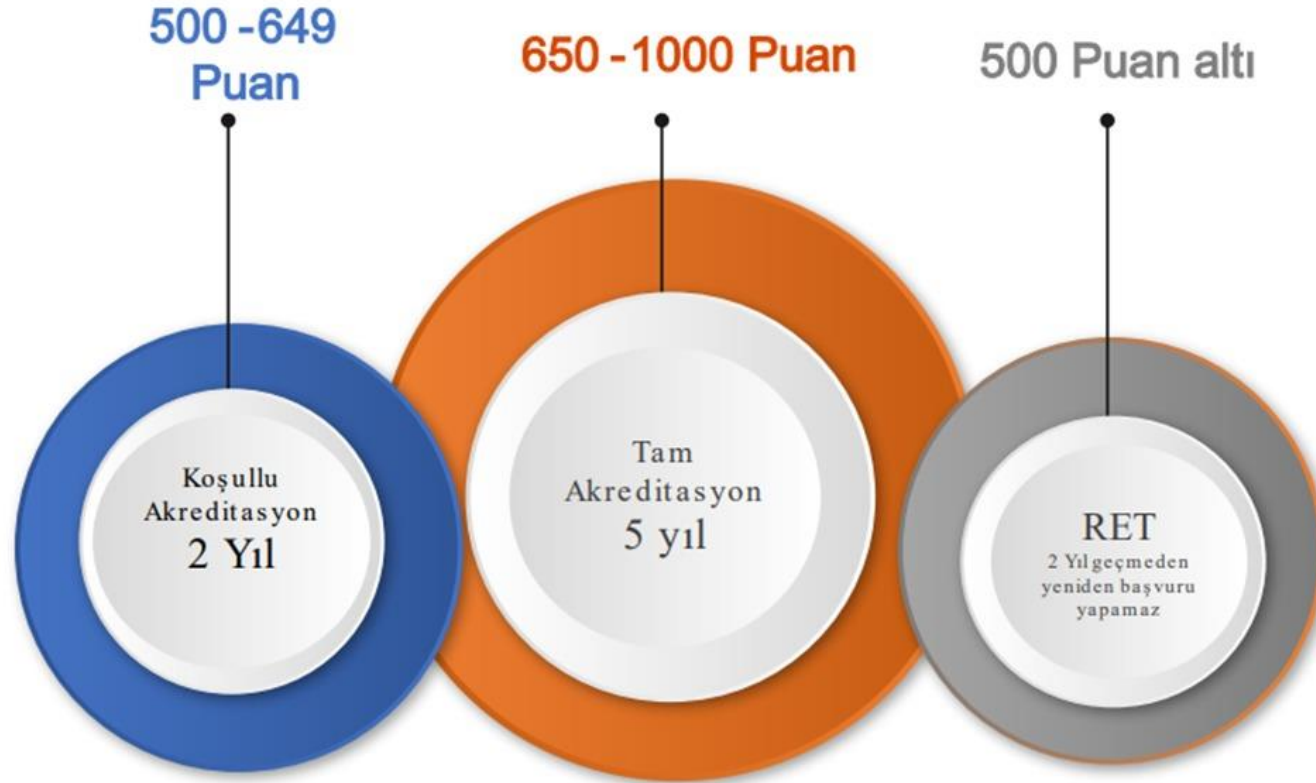 500 -649
Puan
650 -1000 Puan
500 Puan altı
Koşullu
Akreditasyon
2 Yıl
Tam
Akreditasyon
5 yıl
RET
2 Yıl geçmeden
yeniden başvuru
yapamaz